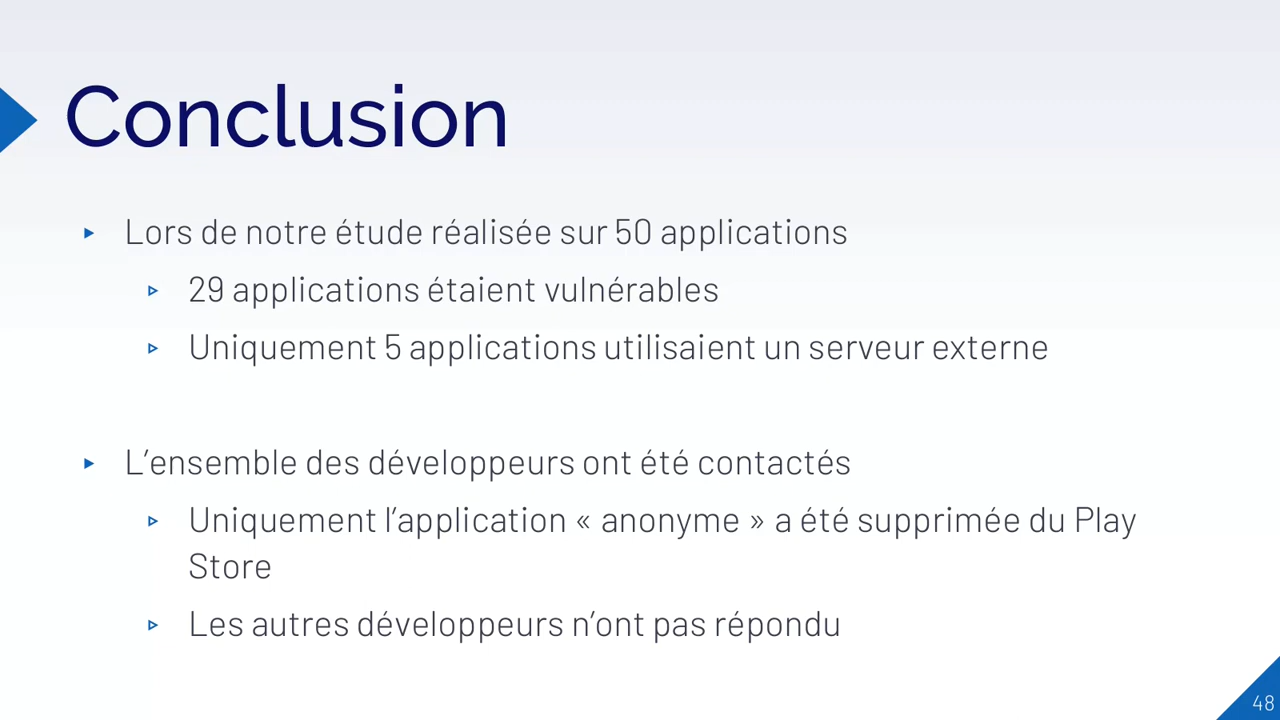 Conclusion
Lors de notre étude réalisée sur 50 applications
29 applications étaient vulnérables
Uniquement 5 applications utilisaient un serveur externe
L’ensemble des développeurs ont été contactés
Uniquement l’application « anonyme » a été supprimée du Play
Store
Les autres développeurs n’ont pas répondu
48